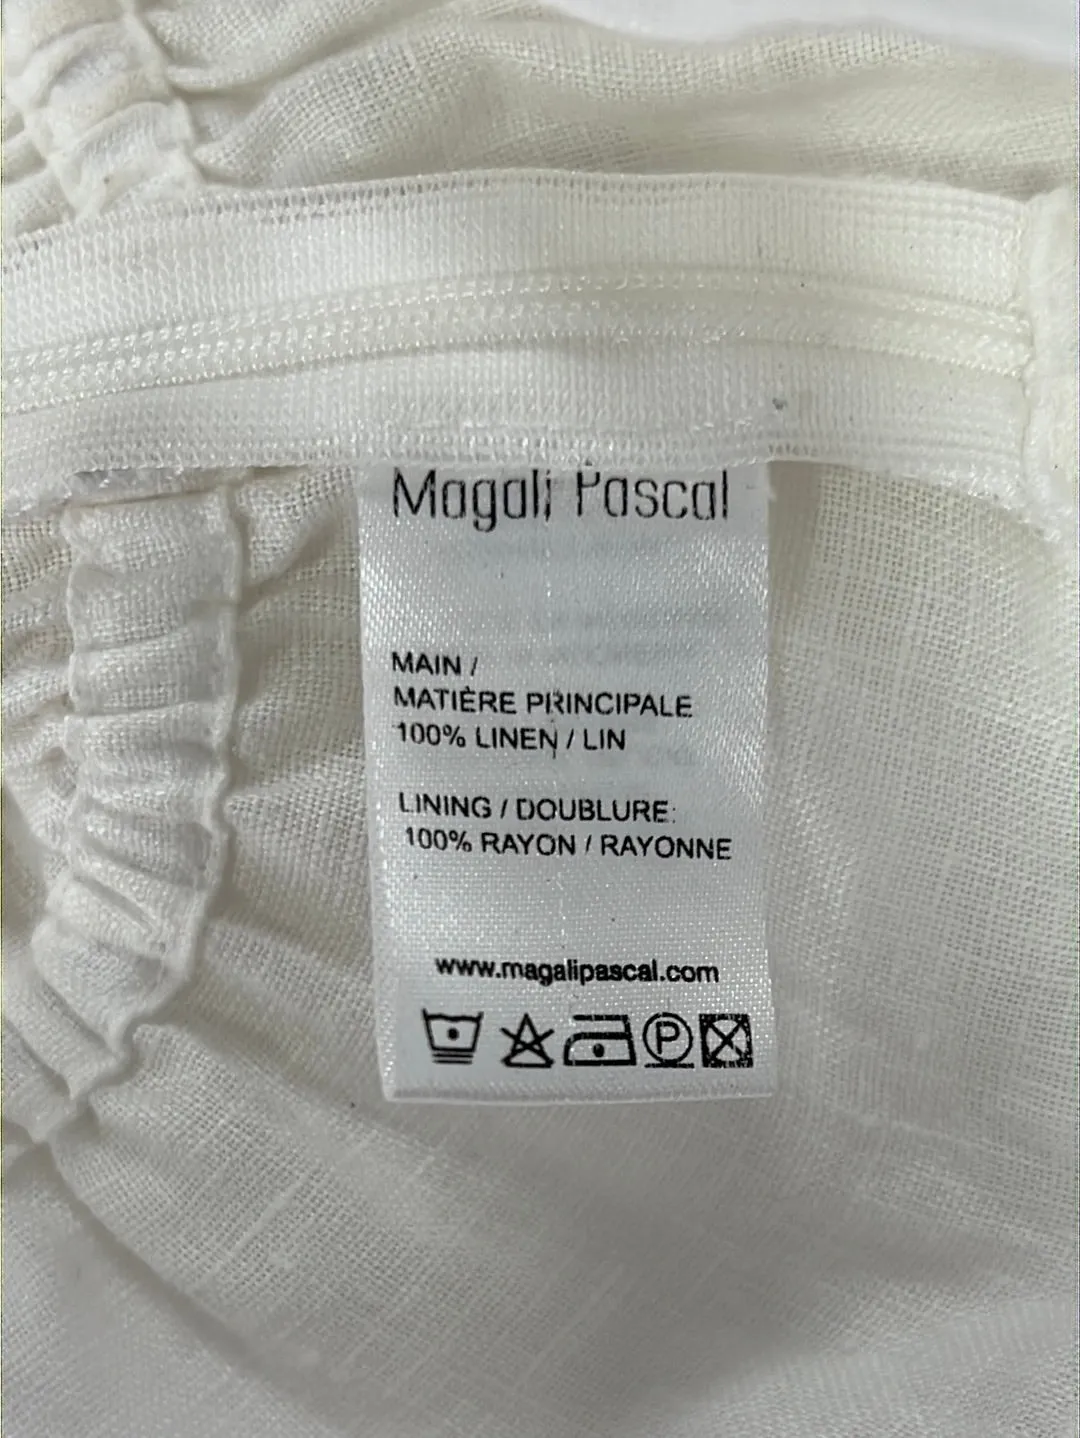 Magali Pascal
MAIN /
MATIÈRE PRINCIPALE
100% LINEN / LIN
LINING / DOUBLURE:
100% RAYON / RAYONNE
www.magalipascal.com
P